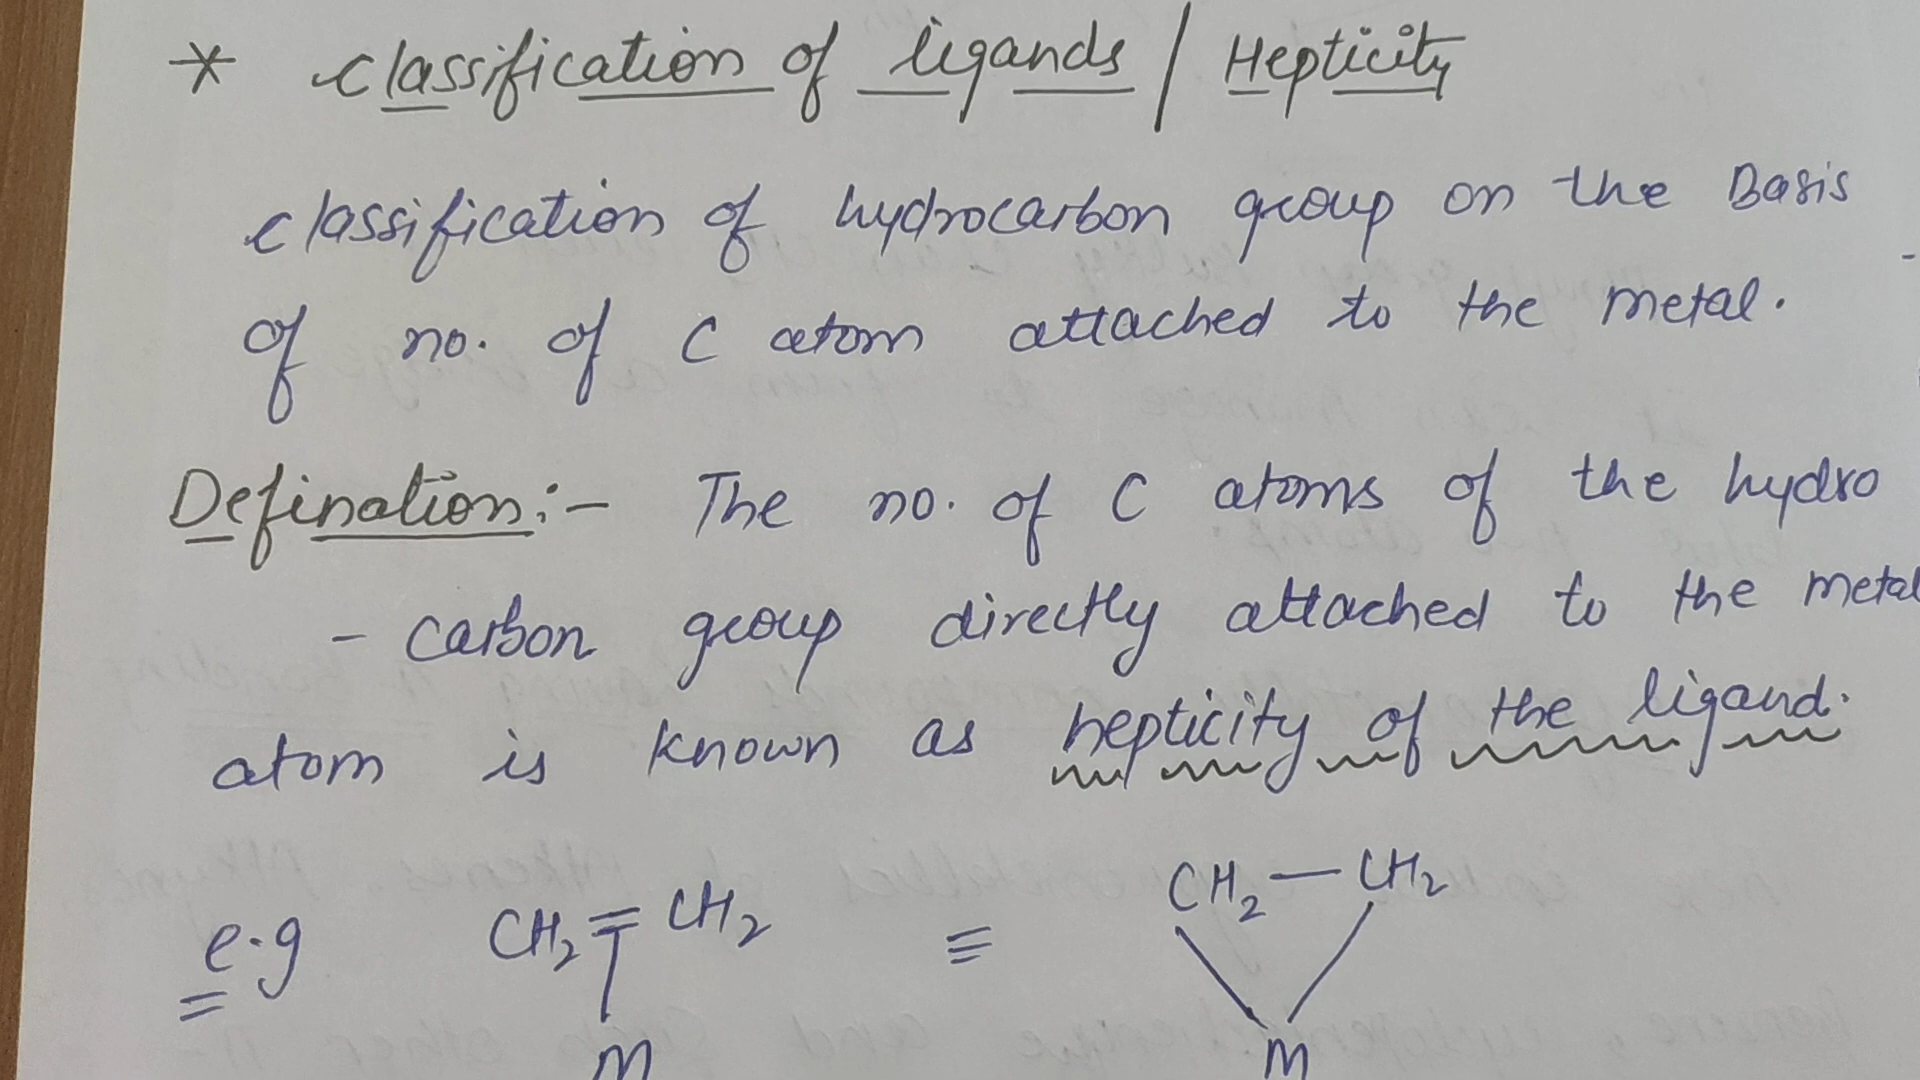 * Classification of ligands / Hepticity
Classification of hydrocarbon group on the Basis
of no. of C atom attached to the metal.
Defination:- The no. of C atoms of the hydro
- carbon group directly attached to the metal
atom is known as hepticity of the ligand.
e.g CH2=CH2 ≡ CH2—CH2
M M